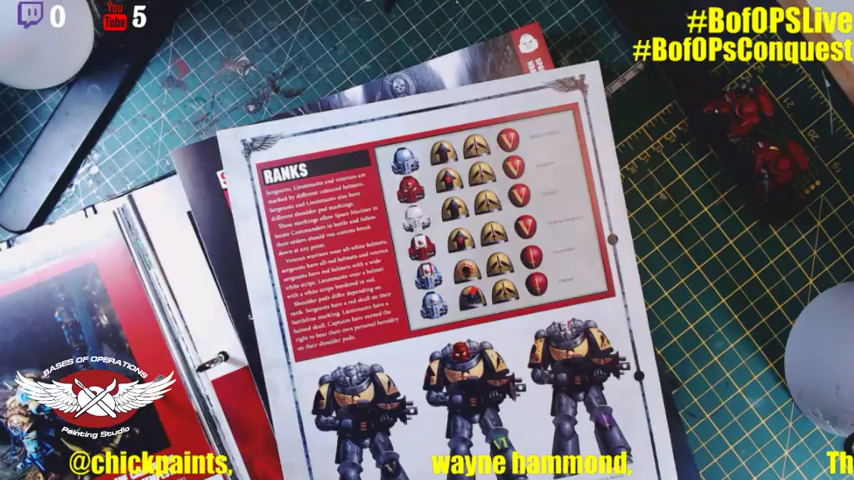 0
You Tube 5
#BofOPSLive
#BofOPsConquest
RANKS
Sergeants, Lieutenants and veterans are
marked by different coloured helmets.
Sergeants and Lieutenants also have
different shoulder pad markings.
These markings allow Space Marines to
locate Commanders in battle and follow
their orders should vox comms break
down at any point.
Veteran warriors wear all-white helmets,
sergeants have all-red helmets and veteran
sergeants have red helmets with a wide
white stripe. Lieutenants wear a helmet
with a white stripe bordered in red.
Shoulder pads differ depending on
rank. Sergeants have a red skull on their
battleline marking. Lieutenants have a
haloed skull. Captains have earned the
right to bear their own personal heraldry
on their shoulder pads.
V
V
V
V
V
V
BASES OF OPERATIONS
Painting Studio
@chickpaints,
wayne hammond,
Th